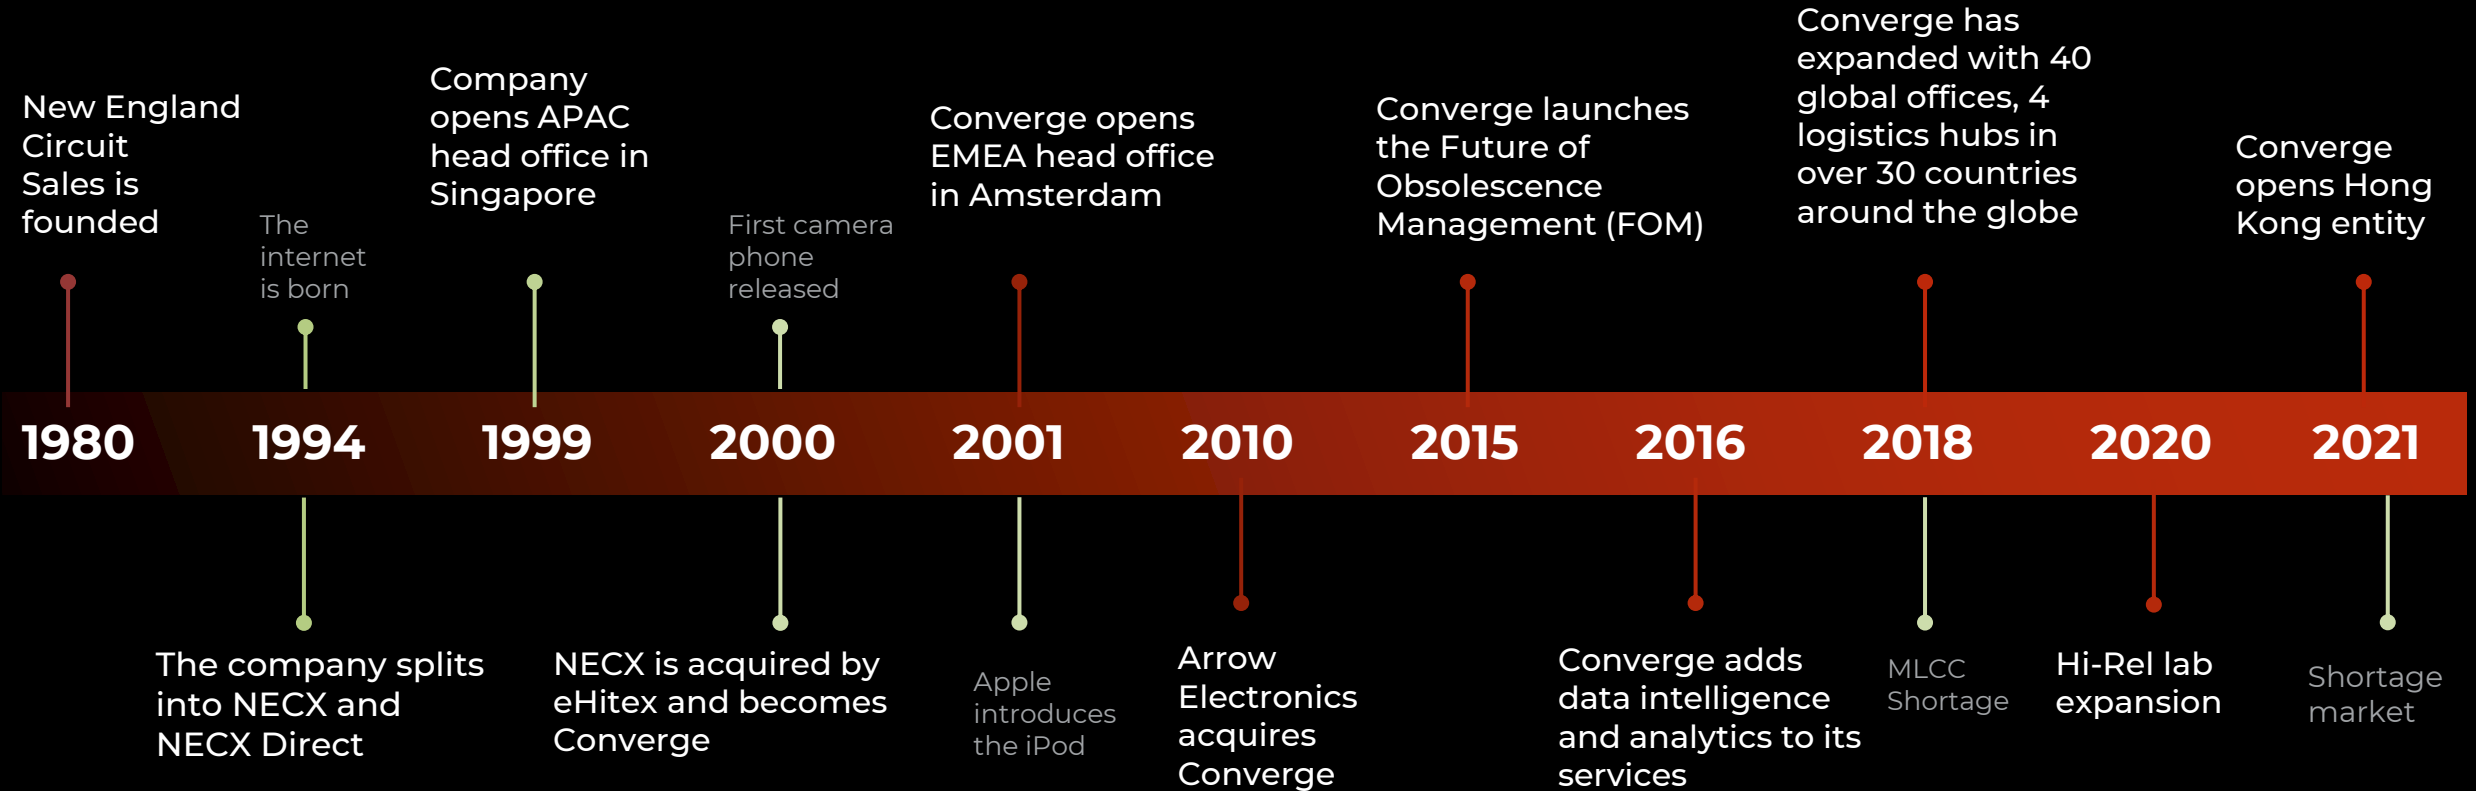 New England
Circuit
Sales is
founded
The
internet
is born
Company
opens APAC
head office in
Singapore
First camera
phone
released
Converge opens
EMEA head office
in Amsterdam
Converge launches
the Future of
Obsolescence
Management (FOM)
Converge has
expanded with 40
global offices, 4
logistics hubs in
over 30 countries
around the globe
Converge
opens Hong
Kong entity
1980
1994
1999
2000
2001
2010
2015
2016
2018
2020
2021
The company splits
into NECX and
NECX Direct
NECX is acquired by
eHitex and becomes
Converge
Apple
introduces
the iPod
Arrow
Electronics
acquires
Converge
Converge adds
data intelligence
and analytics to its
services
MLCC
Shortage
Hi-Rel lab
expansion
Shortage
market